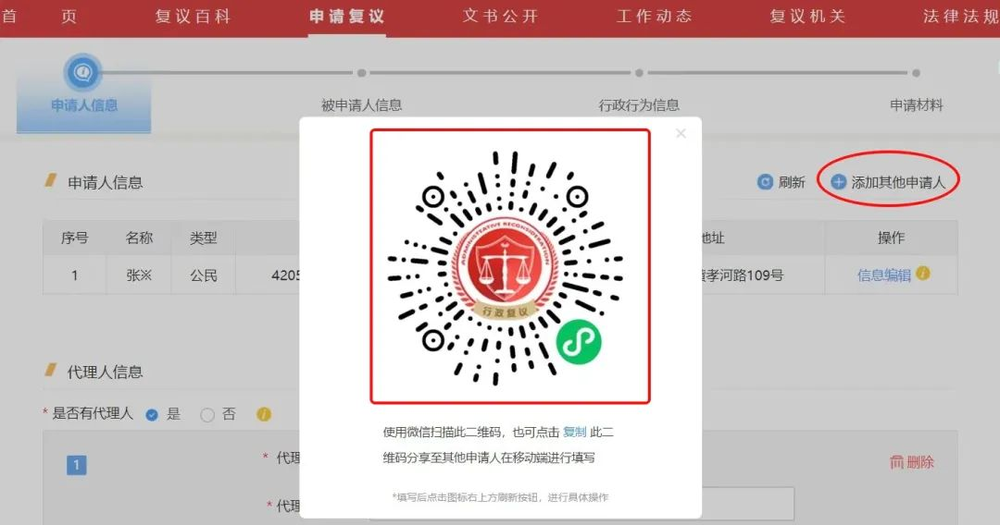 首 页 复议百科 申请复议 文书公开 工作动态 复议机关 法律法规
申请人信息 被申请人信息 行政行为信息 申请材料
申请人信息 刷新 添加其他申请人
序号 名称 类型 地址 操作
1 张※ 公民 4205 孝河路109号 信息编辑
ADMINISTRATIVE RECONSIDERATION
行政复议
代理人信息
*是否有代理人 是 否
使用微信扫描此二维码，也可点击 复制 此二
维码分享至其他申请人在移动端进行填写
1 *代理 删除
*填写后点击图标右上方刷新按钮，进行具体操作
*代理